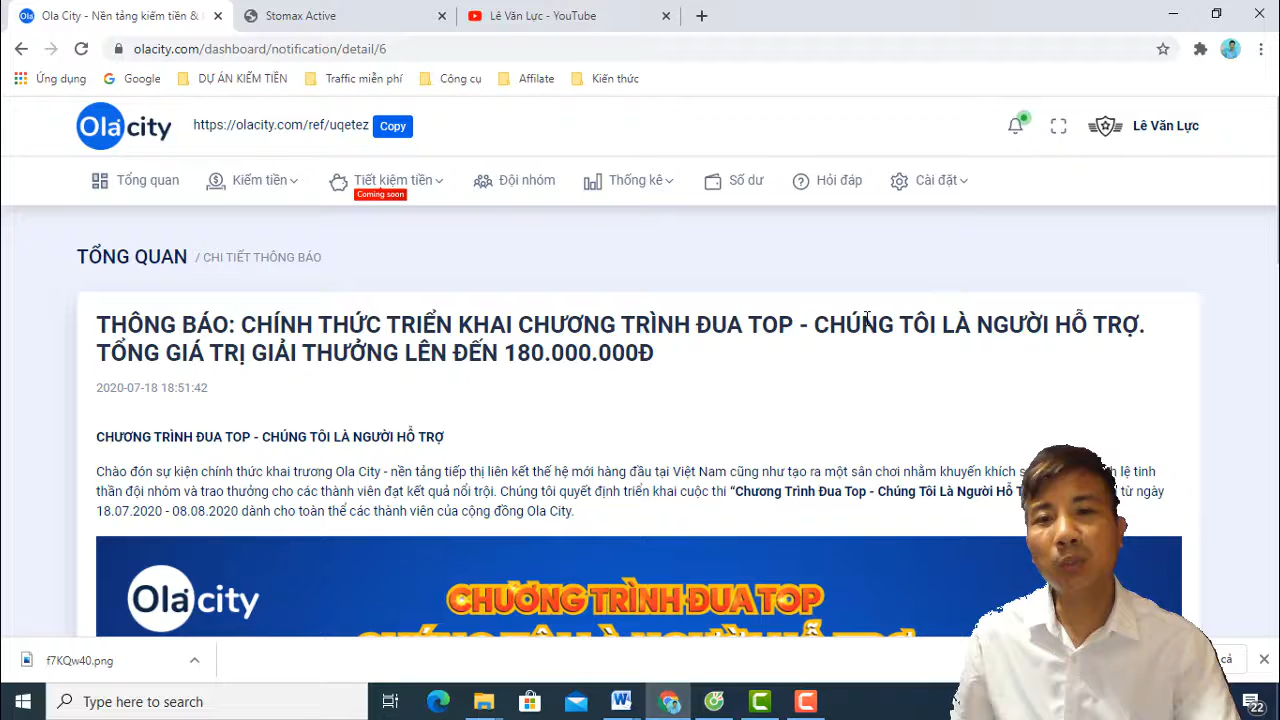 Ola City - Nền tảng kiếm tiền &
Stomax Active
Lê Văn Lực - YouTube
olacity.com/dashboard/notification/detail/6
Ứng dụng
Google
DỰ ÁN KIẾM TIỀN
Traffic miễn phí
Công cụ
Affilate
Kiến thức
Ola city
https://olacity.com/ref/uqetez
Copy
Lê Văn Lực
Tổng quan
Kiếm tiền
Tiết kiệm tiền
Coming soon
Đội nhóm
Thống kê
Số dư
Hỏi đáp
Cài đặt
TỔNG QUAN / CHI TIẾT THÔNG BÁO
THÔNG BÁO: CHÍNH THỨC TRIỂN KHAI CHƯƠNG TRÌNH ĐUA TOP - CHÚNG TÔI LÀ NGƯỜI HỖ TRỢ.
TỔNG GIÁ TRỊ GIẢI THƯỞNG LÊN ĐẾN 180.000.000Đ
2020-07-18 18:51:42
CHƯƠNG TRÌNH ĐUA TOP - CHÚNG TÔI LÀ NGƯỜI HỖ TRỢ
Chào đón sự kiện chính thức khai trương Ola City - nền tảng tiếp thị liên kết thế hệ mới hàng đầu tại Việt Nam cũng như tạo ra một sân chơi nhằm khuyến khích lệ tinh
thần đội nhóm và trao thưởng cho các thành viên đạt kết quả nổi trội. Chúng tôi quyết định triển khai cuộc thi “Chương Trình Đua Top - Chúng Tôi Là Người Hỗ từ ngày
18.07.2020 - 08.08.2020 dành cho toàn thể các thành viên của cộng đồng Ola City.
Ola city
CHƯƠNG TRÌNH ĐUA TOP
CHÚNG TÔI LÀ NGƯỜI HỖ TRỢ
f7KQw40.png
cả
Type here to search
22